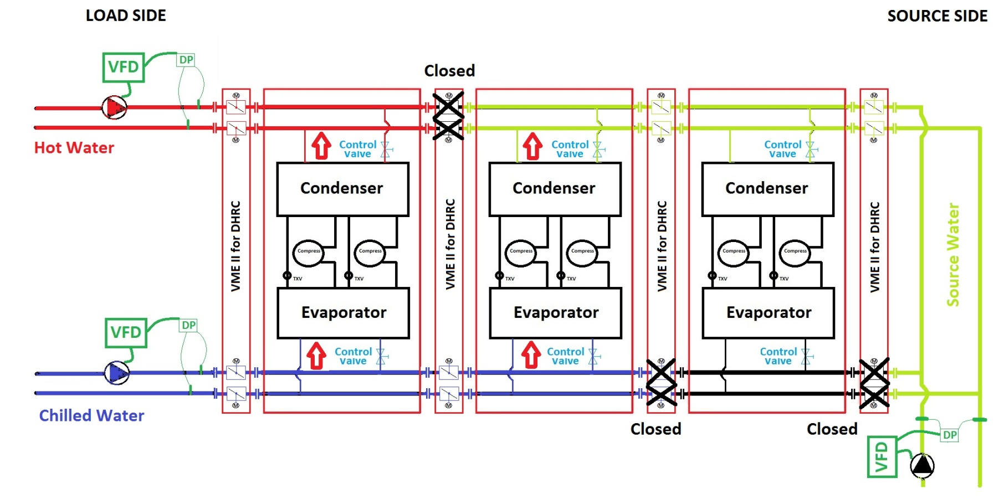 LOAD SIDE
SOURCE SIDE
VFD
DP
Closed
M
M
M
M
Hot Water
M
M
M
M
Control
Valve
Control
Valve
Control
Valve
Condenser
Condenser
Condenser
VME II for DHRC
VME II for DHRC
VME II for DHRC
VME II for DHRC
Source Water
Compress
Compress
Compress
Compress
Compress
Compress
TXV
TXV
TXV
TXV
TXV
TXV
Evaporator
Evaporator
Evaporator
VFD
DP
Control
Valve
Control
Valve
Control
Valve
M
M
M
M
Chilled Water
M
M
M
M
Closed
Closed
DP
VFD